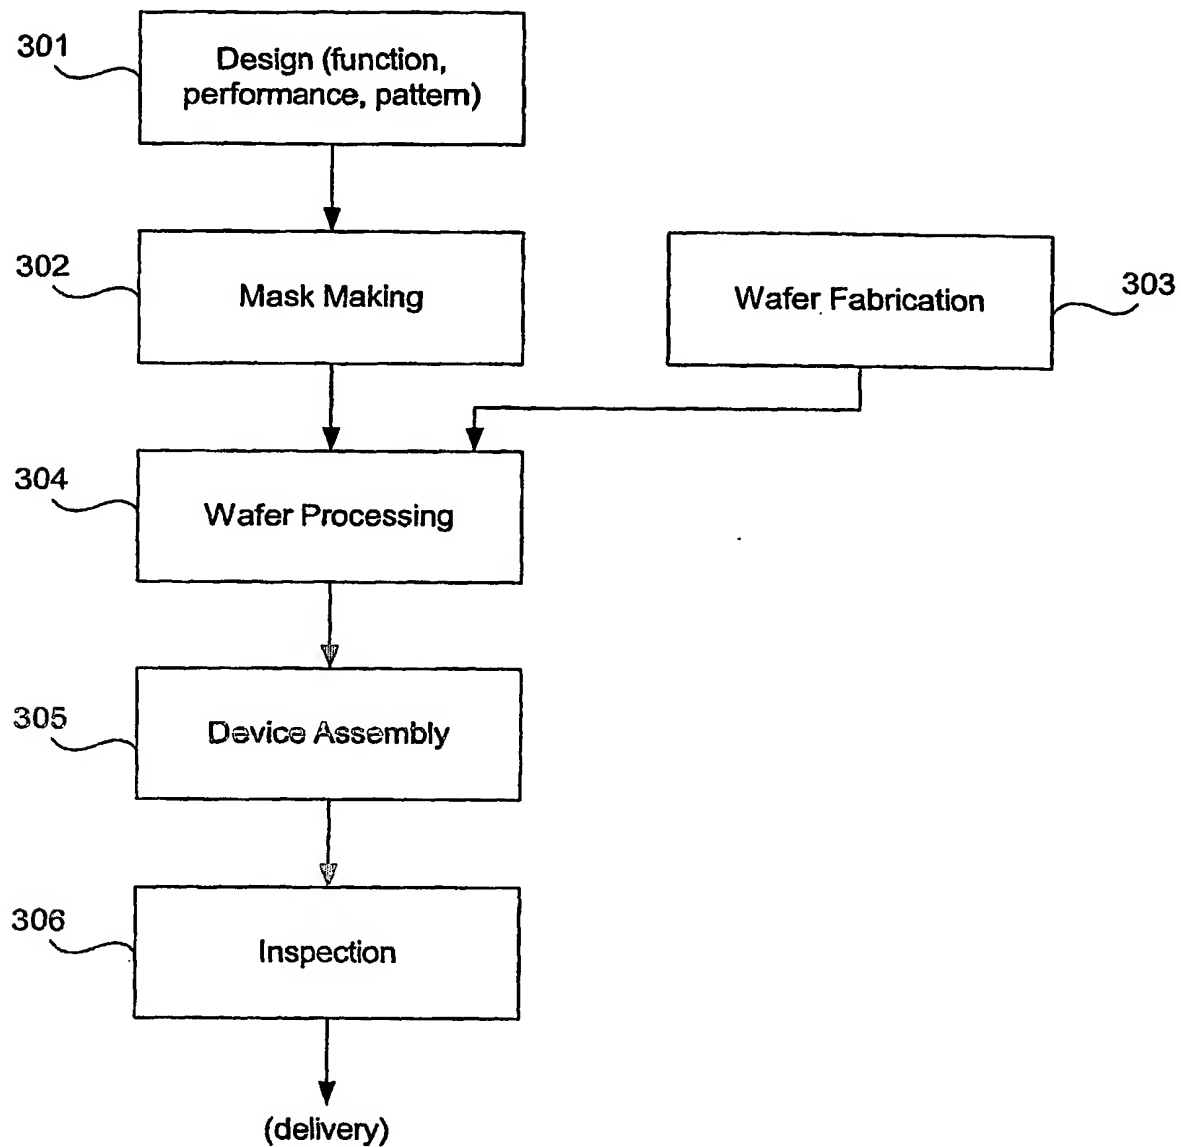 301
Design (function,
performance, pattern)
302
Mask Making
Wafer Fabrication
303
304
Wafer Processing
305
Device Assembly
306
Inspection
(delivery)